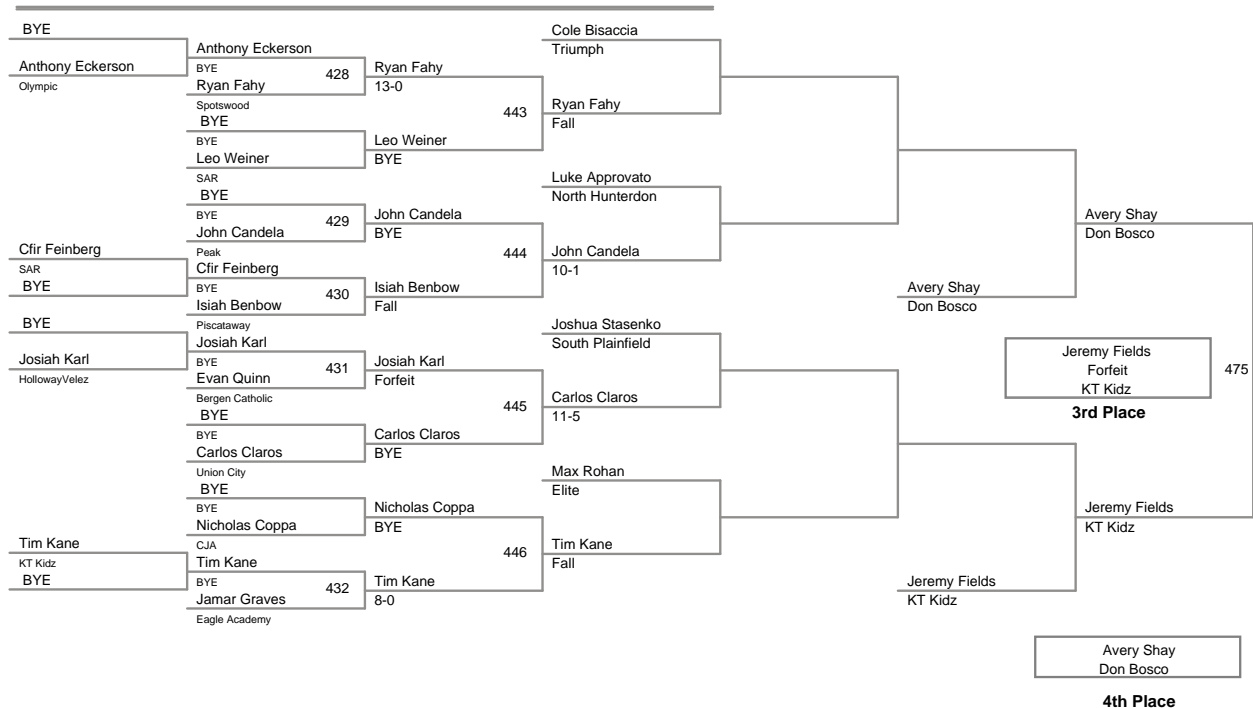 BYE
Anthony Eckerson
Olympic
Cfir Feinberg
SAR
BYE
BYE
Josiah Karl
HollowayVelez
Tim Kane
KT Kidz
BYE
Anthony Eckerson
BYE
428
Ryan Fahy
Spotswood
BYE
BYE
Leo Weiner
SAR
BYE
BYE
429
John Candela
Peak
Cfir Feinberg
BYE
430
Isiah Benbow
Piscataway
Josiah Karl
BYE
431
Evan Quinn
Bergen Catholic
BYE
BYE
Carlos Claros
Union City
BYE
BYE
Nicholas Coppa
CJA
Tim Kane
BYE
432
Jamar Graves
Eagle Academy
Ryan Fahy
13-0
443
Leo Weiner
BYE
John Candela
BYE
444
Isiah Benbow
Fall
Josiah Karl
Forfeit
445
Carlos Claros
BYE
Nicholas Coppa
BYE
446
Tim Kane
8-0
Cole Bisaccia
Triumph
Ryan Fahy
Fall
Luke Approvato
North Hunterdon
John Candela
10-1
Joshua Stasenko
South Plainfield
Carlos Claros
11-5
Max Rohan
Elite
Tim Kane
Fall
Avery Shay
Don Bosco
Jeremy Fields
KT Kidz
Avery Shay
Don Bosco
Jeremy Fields
KT Kidz
Jeremy Fields
Forfeit
KT Kidz
475
3rd Place
Avery Shay
Don Bosco
4th Place